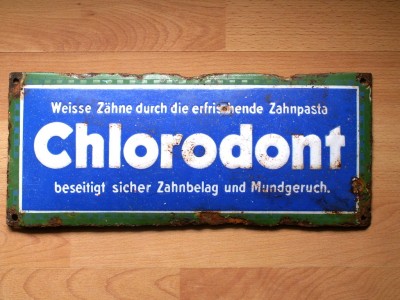 Weisse Zähne durch die erfrischende Zahnpasta
Chlorodont
beseitigt sicher Zahnbelag und Mundgeruch.